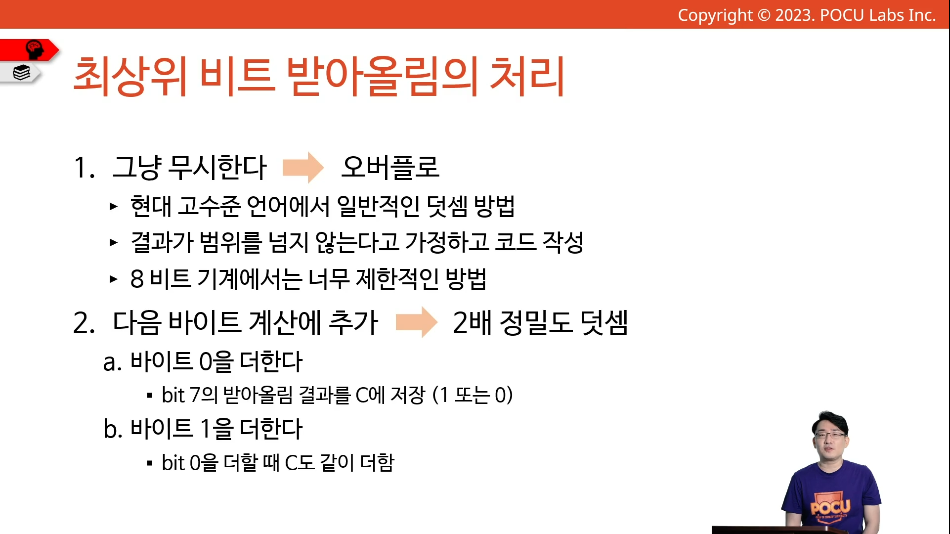 Copyright © 2023. POCU Labs Inc.
최상위 비트 받아올림의 처리
1. 그냥 무시한다 오버플로
▸ 현대 고수준 언어에서 일반적인 덧셈 방법
▸ 결과가 범위를 넘지 않는다고 가정하고 코드 작성
▸ 8 비트 기계에서는 너무 제한적인 방법
2. 다음 바이트 계산에 추가 2배 정밀도 덧셈
a. 바이트 0을 더한다
▪ bit 7의 받아올림 결과를 C에 저장 (1 또는 0)
b. 바이트 1을 더한다
▪ bit 0을 더할 때 C도 같이 더함
POCU